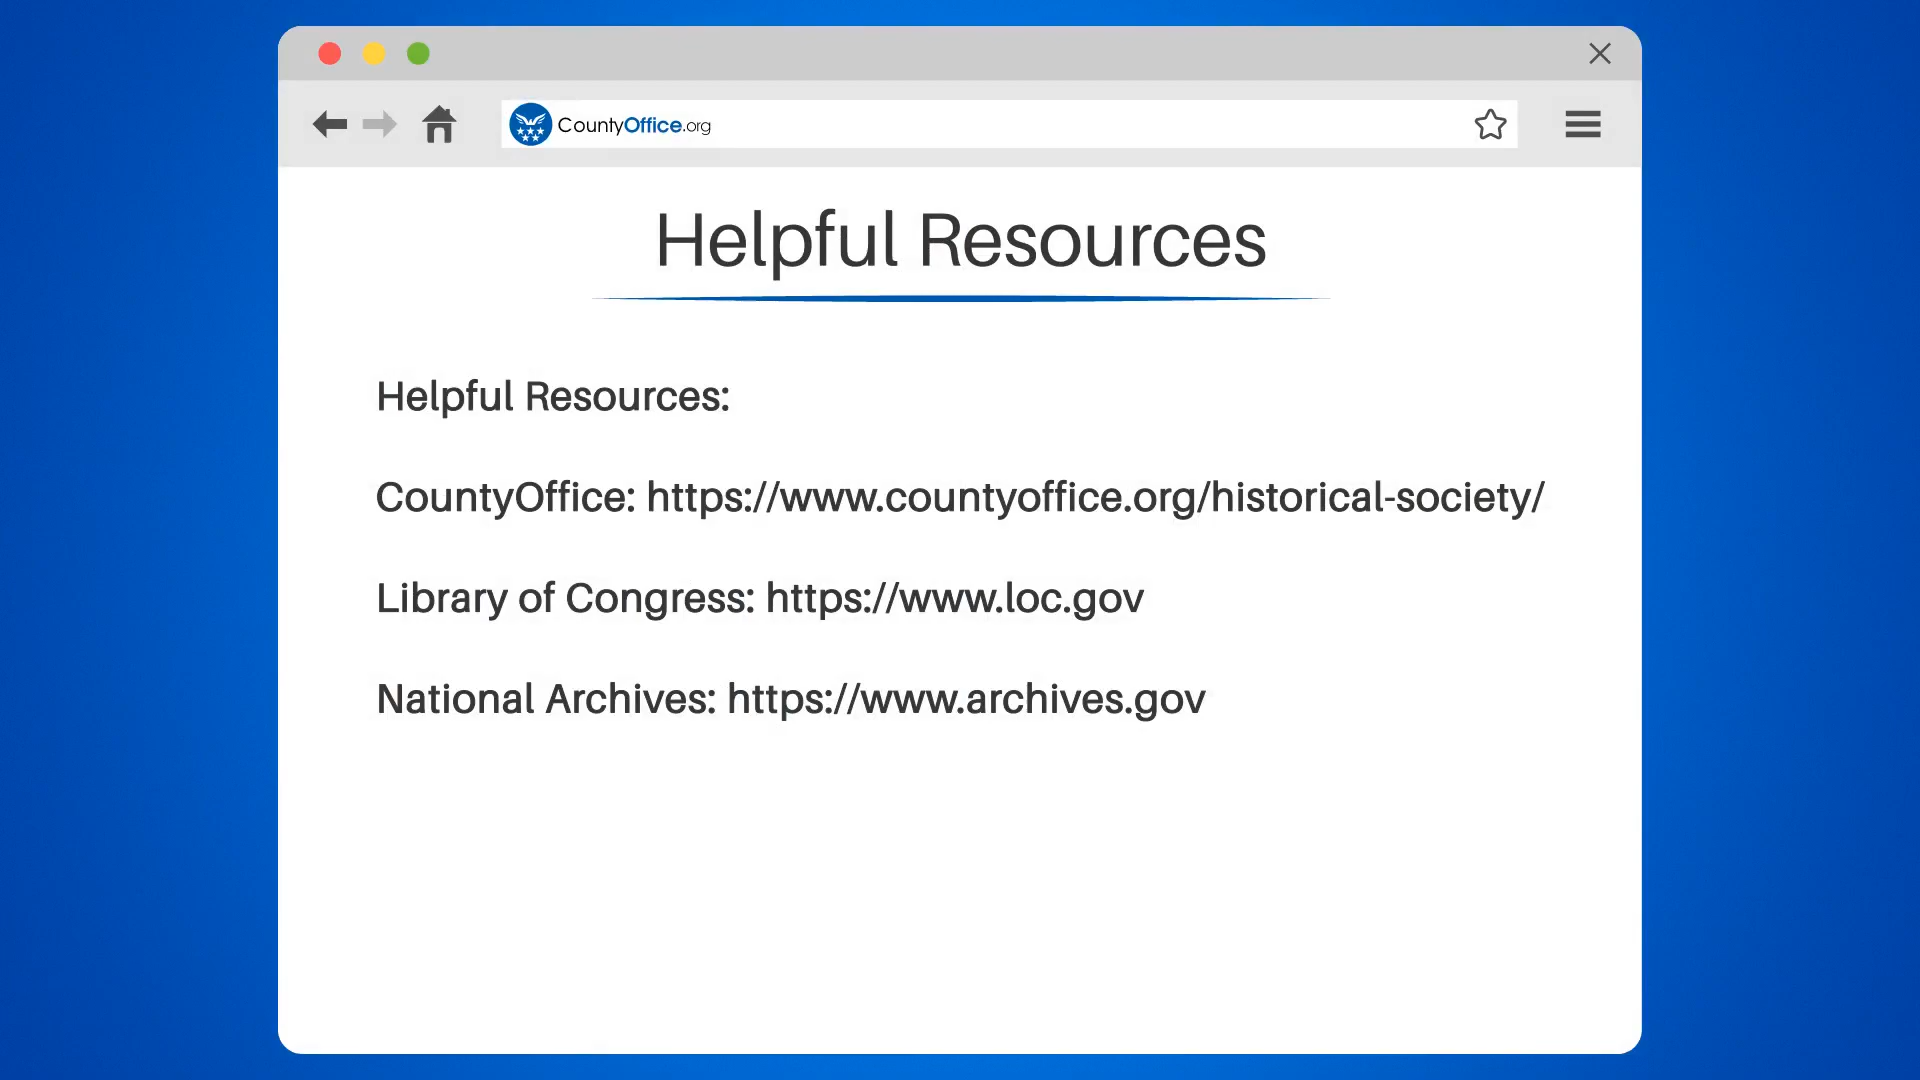 CountyOffice.org
Helpful Resources
Helpful Resources:
CountyOffice: https://www.countyoffice.org/historical-society/
Library of Congress: https://www.loc.gov
National Archives: https://www.archives.gov